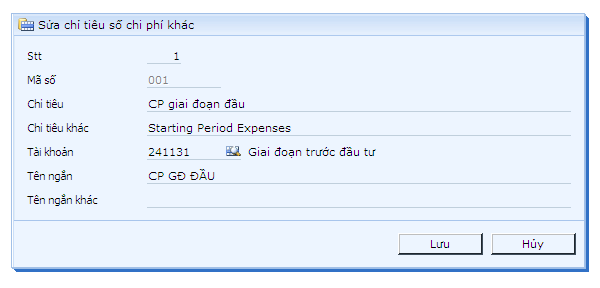 Sửa chỉ tiêu số chi phí khác
Stt 1
Mã số 001
Chỉ tiêu CP giai đoạn đầu
Chỉ tiêu khác Starting Period Expenses
Tài khoản 241131 Giai đoạn trước đầu tư
Tên ngắn CP GĐ ĐẦU
Tên ngắn khác
Lưu Hủy